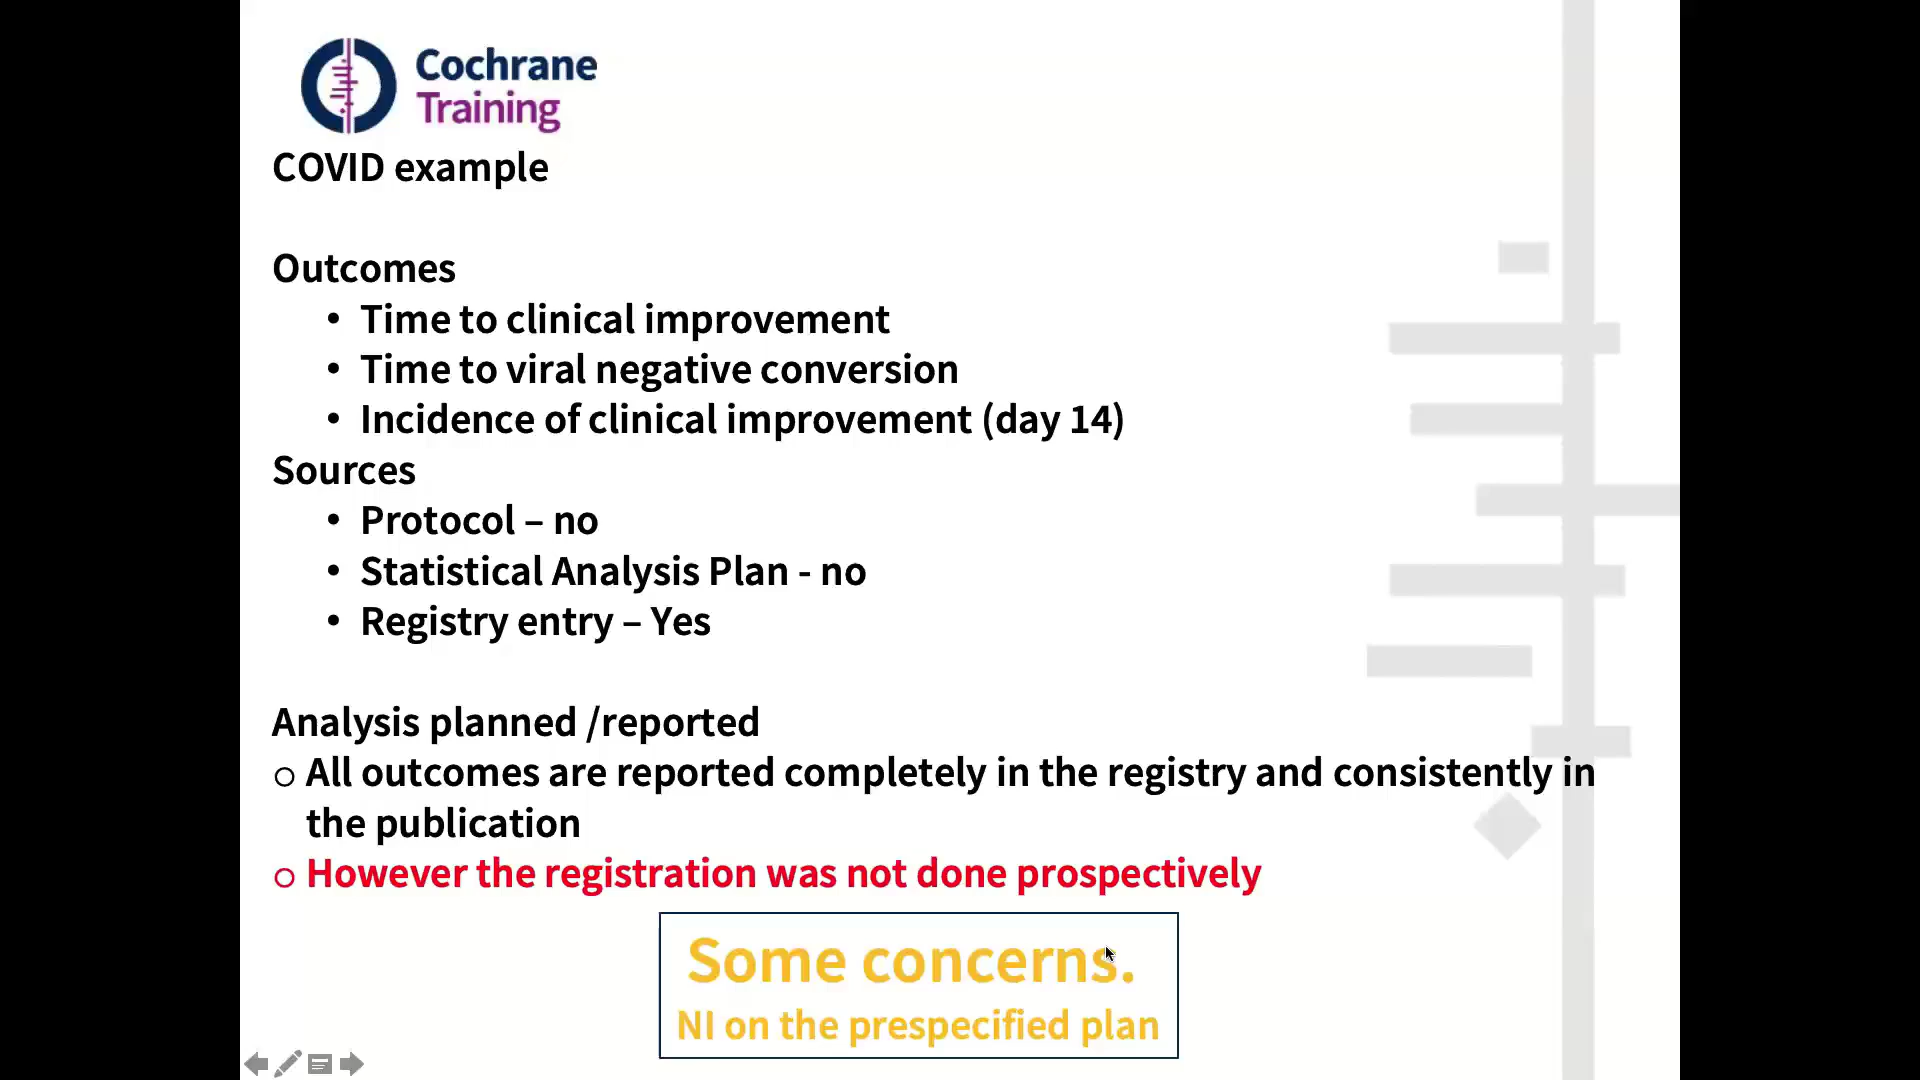 Cochrane
Training
COVID example
Outcomes
• Time to clinical improvement
• Time to viral negative conversion
• Incidence of clinical improvement (day 14)
Sources
• Protocol – no
• Statistical Analysis Plan - no
• Registry entry – Yes
Analysis planned /reported
○ All outcomes are reported completely in the registry and consistently in
the publication
○ However the registration was not done prospectively
Some concerns.
NI on the prespecified plan